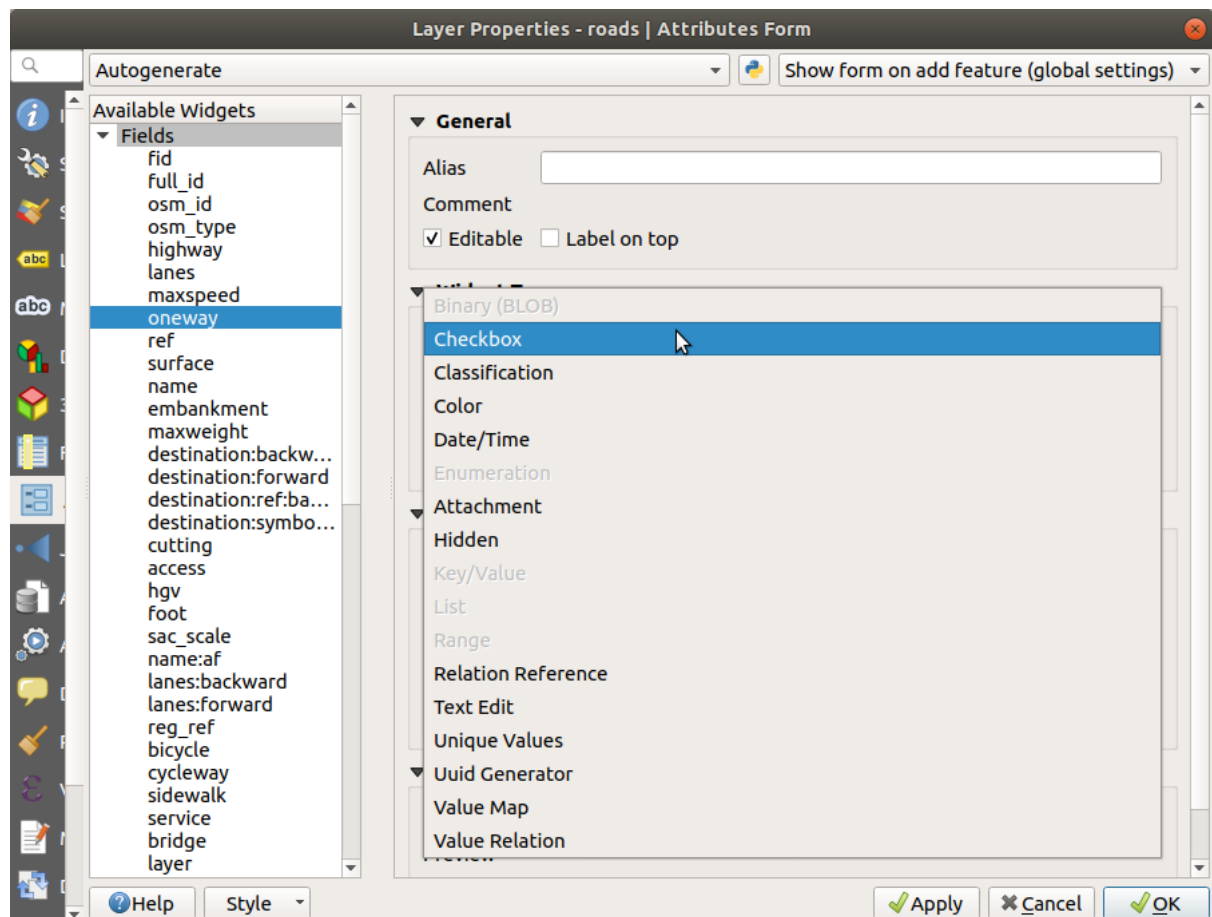 Layer Properties - roads | Attributes Form
Autogenerate
Show form on add feature (global settings)
Available Widgets
Fields
fid
full_id
osm_id
osm_type
highway
lanes
maxspeed
oneway
ref
surface
name
embankment
maxweight
destination:backw...
destination:forward
destination:ref:ba...
destination:symbo...
cutting
access
hgv
foot
sac_scale
name:af
lanes:backward
lanes:forward
reg_ref
bicycle
cycleway
sidewalk
service
bridge
layer
General
Alias
Comment
Editable
Label on top
Binary (BLOB)
Checkbox
Classification
Color
Date/Time
Enumeration
Attachment
Hidden
Key/Value
List
Range
Relation Reference
Text Edit
Unique Values
Uuid Generator
Value Map
Value Relation
abc
abc
Help
Style
Apply
Cancel
OK